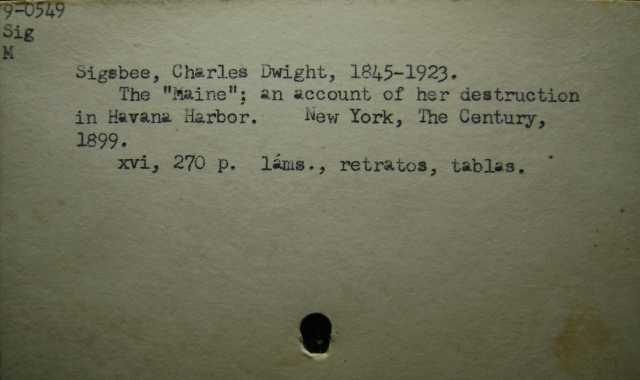 9-0549
Sig
M
Sigsbee, Charles Dwight, 1845-1923.
The "Maine"; an account of her destruction
in Havana Harbor. New York, The Century,
1899.
xvi, 270 p. láms., retratos, tablas.